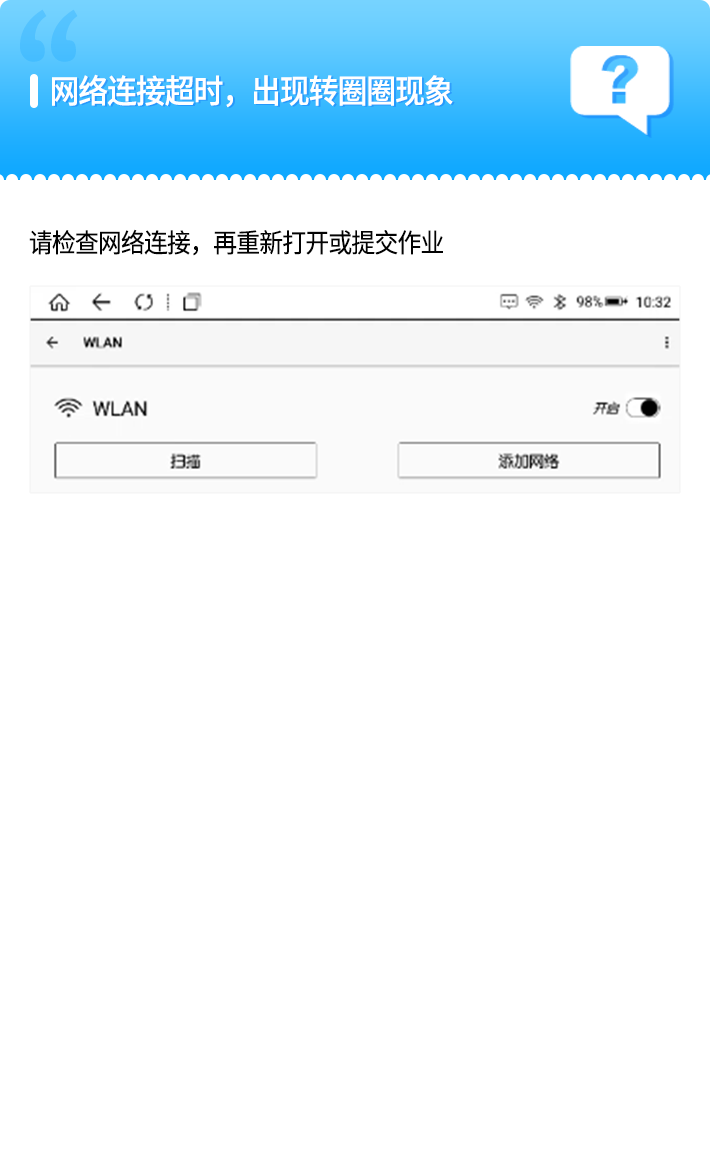 网络连接超时，出现转圈圈现象
请检查网络连接，再重新打开或提交作业
98% 10:32
WLAN
WLAN 开启
扫描 添加网络